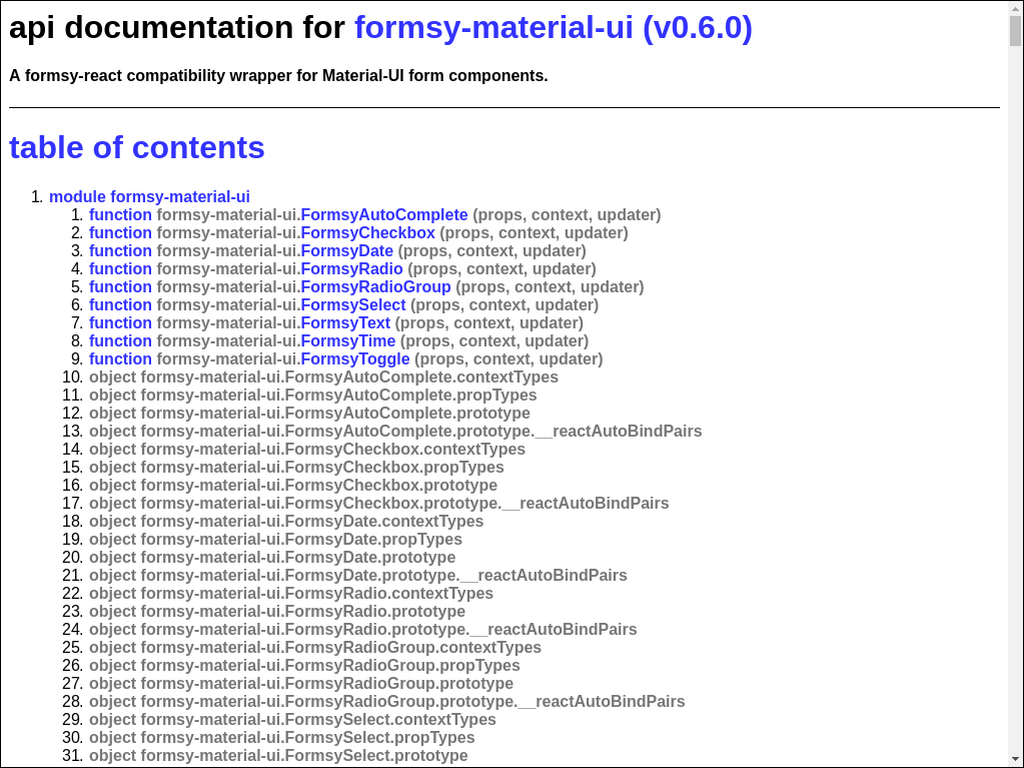 api documentation for formsy-material-ui (v0.6.0)
A formsy-react compatibility wrapper for Material-UI form components.
table of contents
1. module formsy-material-ui
1. function formsy-material-ui.FormsyAutoComplete (props, context, updater)
2. function formsy-material-ui.FormsyCheckbox (props, context, updater)
3. function formsy-material-ui.FormsyDate (props, context, updater)
4. function formsy-material-ui.FormsyRadio (props, context, updater)
5. function formsy-material-ui.FormsyRadioGroup (props, context, updater)
6. function formsy-material-ui.FormsySelect (props, context, updater)
7. function formsy-material-ui.FormsyText (props, context, updater)
8. function formsy-material-ui.FormsyTime (props, context, updater)
9. function formsy-material-ui.FormsyToggle (props, context, updater)
10. object formsy-material-ui.FormsyAutoComplete.contextTypes
11. object formsy-material-ui.FormsyAutoComplete.propTypes
12. object formsy-material-ui.FormsyAutoComplete.prototype
13. object formsy-material-ui.FormsyAutoComplete.prototype.__reactAutoBindPairs
14. object formsy-material-ui.FormsyCheckbox.contextTypes
15. object formsy-material-ui.FormsyCheckbox.propTypes
16. object formsy-material-ui.FormsyCheckbox.prototype
17. object formsy-material-ui.FormsyCheckbox.prototype.__reactAutoBindPairs
18. object formsy-material-ui.FormsyDate.contextTypes
19. object formsy-material-ui.FormsyDate.propTypes
20. object formsy-material-ui.FormsyDate.prototype
21. object formsy-material-ui.FormsyDate.prototype.__reactAutoBindPairs
22. object formsy-material-ui.FormsyRadio.contextTypes
23. object formsy-material-ui.FormsyRadio.prototype
24. object formsy-material-ui.FormsyRadio.prototype.__reactAutoBindPairs
25. object formsy-material-ui.FormsyRadioGroup.contextTypes
26. object formsy-material-ui.FormsyRadioGroup.propTypes
27. object formsy-material-ui.FormsyRadioGroup.prototype
28. object formsy-material-ui.FormsyRadioGroup.prototype.__reactAutoBindPairs
29. object formsy-material-ui.FormsySelect.contextTypes
30. object formsy-material-ui.FormsySelect.propTypes
31. object formsy-material-ui.FormsySelect.prototype